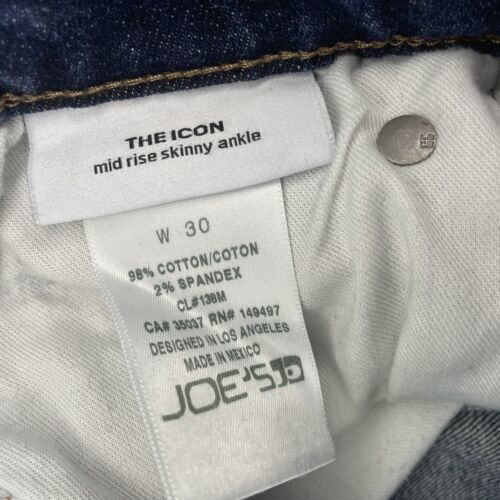 THE ICON
mid rise skinny ankle
W 30
98% COTTON/COTON
2% SPANDEX
CL#138M
CA# 35037 RN# 149497
DESIGNED IN LOS ANGELES
MADE IN MEXICO
JOE'S